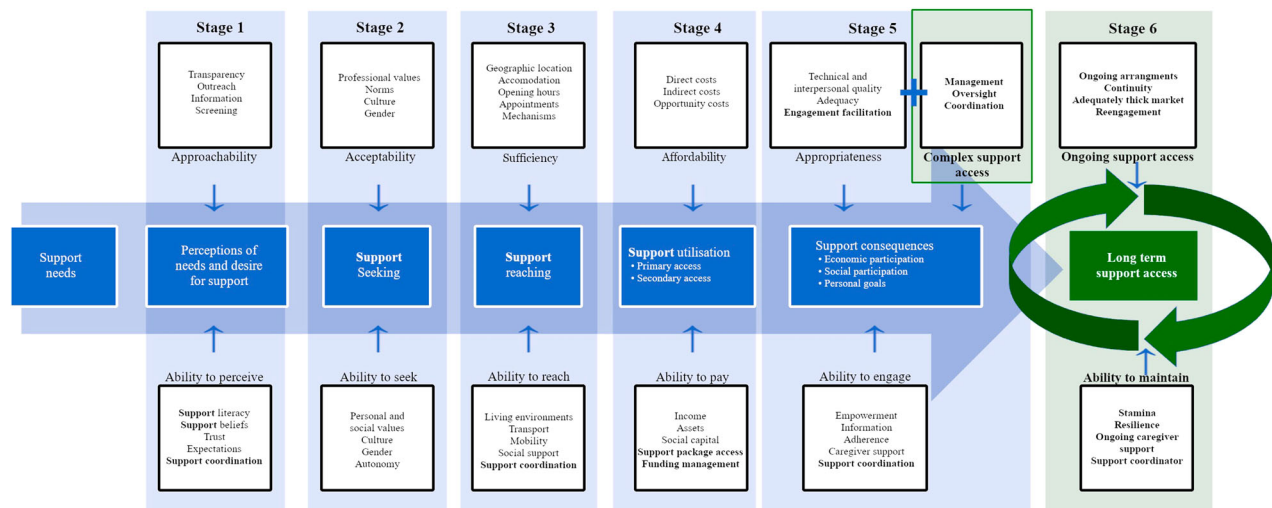 Stage 1
Stage 2
Stage 3
Stage 4
Stage 5
Stage 6
Transparency
Outreach
Information
Screening
Approachability
Professional values
Norms
Culture
Gender
Acceptability
Geographic location
Accomodation
Opening hours
Appointments
Mechanisms
Sufficiency
Direct costs
Indirect costs
Opportunity costs
Affordability
Technical and
interpersonal quality
Adequacy
Engagement facilitation
Appropriateness
+
Management
Oversight
Coordination
Complex support
access
Ongoing arrangments
Continuity
Adequately thick market
Reengagement
Ongoing support access
Support
needs
Perceptions of
needs and desire
for support
Support
Seeking
Support
reaching
Support utilisation
• Primary access
• Secondary access
Support consequences
• Economic participation
• Social participation
• Personal goals
Long term
support access
Ability to perceive
Support literacy
Support beliefs
Trust
Expectations
Support coordination
Ability to seek
Personal and
social values
Culture
Gender
Autonomy
Ability to reach
Living environments
Transport
Mobility
Social support
Support coordination
Ability to pay
Income
Assets
Social capital
Support package access
Funding management
Ability to engage
Empowerment
Information
Adherence
Caregiver support
Support coordination
Ability to maintain
Stamina
Resilience
Ongoing caregiver
support
Support coordinator